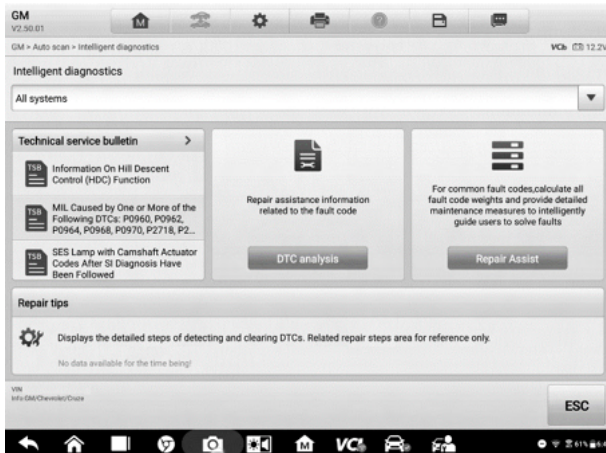 GM
V2.50.01
GM > Auto scan > Intelligent diagnostics
VCi 12.2V
Intelligent diagnostics
All systems
Technical service bulletin >
TSB Information On Hill Descent
Control (HDC) Function
TSB MIL Caused by One or More of the
Following DTCs: P0960, P0962,
P0964, P0968, P0970, P2718, P2...
TSB SES Lamp with Camshaft Actuator
Codes After SI Diagnosis Have
Been Followed
Repair assistance information
related to the fault code
DTC analysis
For common fault codes,calculate all
fault code weights and provide detailed
maintenance measures to intelligently
guide users to solve faults
Repair Assist
Repair tips
Displays the detailed steps of detecting and clearing DTCs. Related repair steps area for reference only.
No data available for the time being!
VIN
Info:GM/Chevrolet/Cruze
ESC
VCi
61%